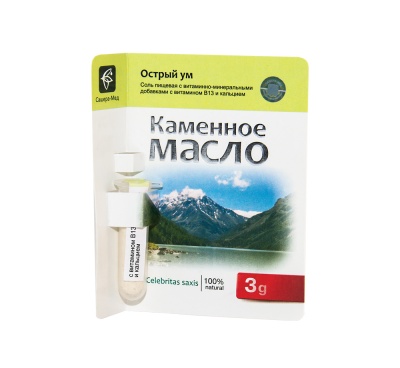 Сашера-Мед
Острый ум
Соль пищевая с витаминно-минеральными
добавками с витамином В13 и кальцием
Каменное
масло
с витамином В13
и кальцием
Celebritas saxis
100%
natural
3g